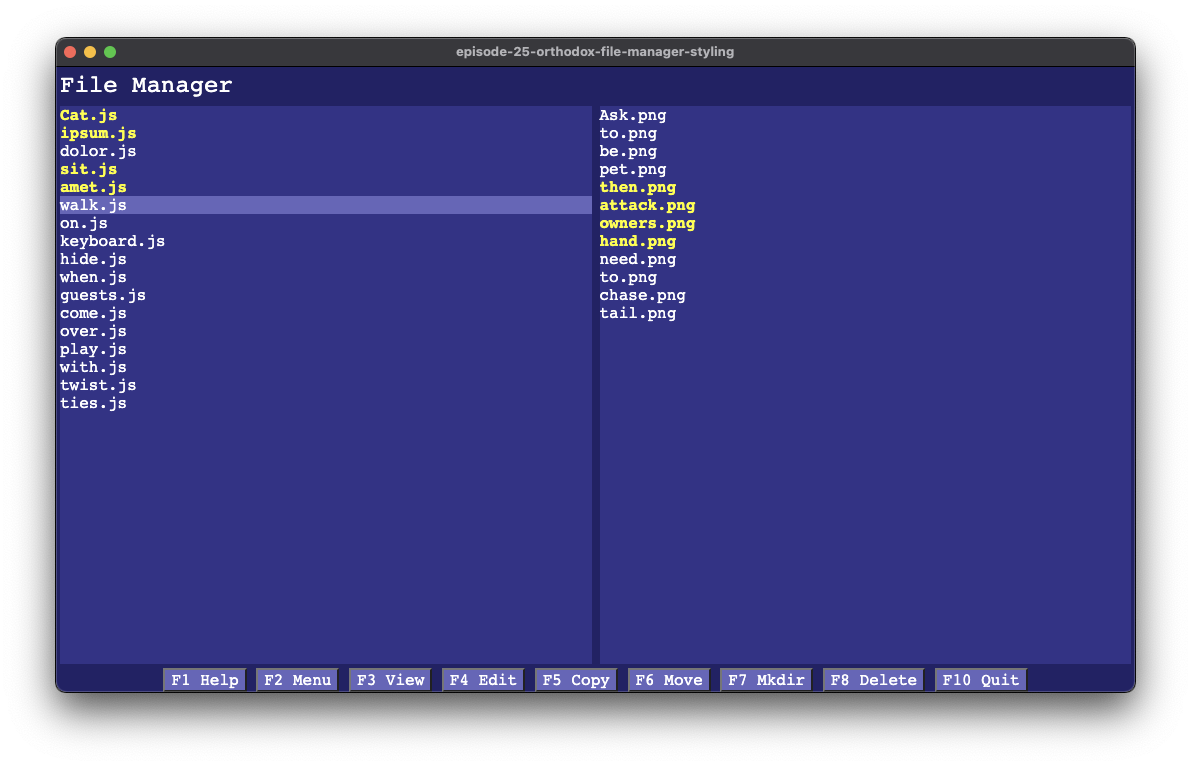 episode-25-orthodox-file-manager-styling
File Manager
Cat.js
ipsum.js
dolor.js
sit.js
amet.js
walk.js
on.js
keyboard.js
hide.js
when.js
guests.js
come.js
over.js
play.js
with.js
twist.js
ties.js
Ask.png
to.png
be.png
pet.png
then.png
attack.png
owners.png
hand.png
need.png
to.png
chase.png
tail.png
F1 Help F2 Menu F3 View F4 Edit F5 Copy F6 Move F7 Mkdir F8 Delete F10 Quit